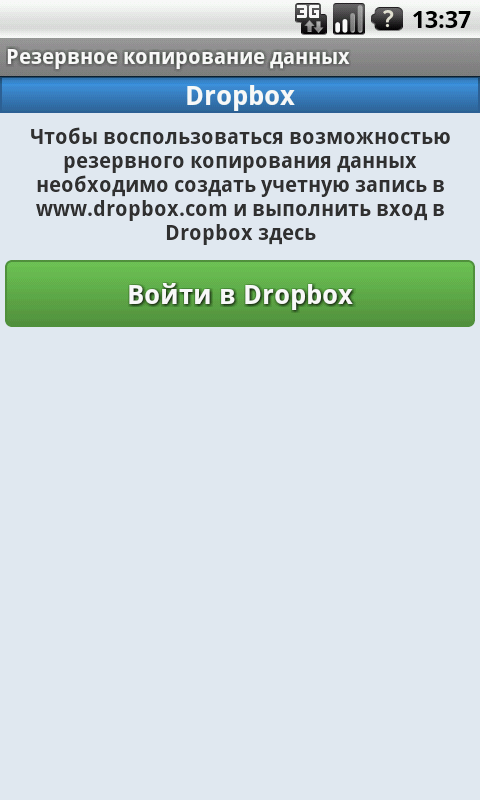 3G
?
13:37
Резервное копирование данных
Dropbox
Чтобы воспользоваться возможностью
резервного копирования данных
необходимо создать учетную запись в
www.dropbox.com и выполнить вход в
Dropbox здесь
Войти в Dropbox